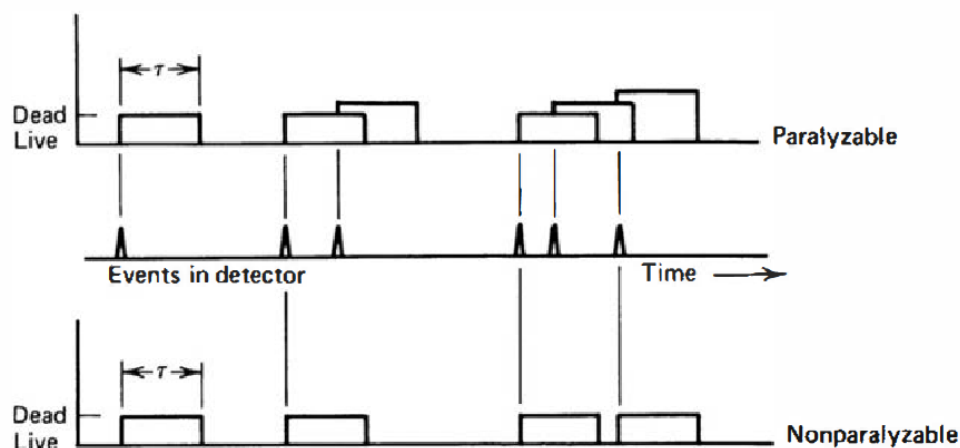 τ
Dead
Live
Paralyzable
Events in detector
Time
τ
Dead
Live
Nonparalyzable